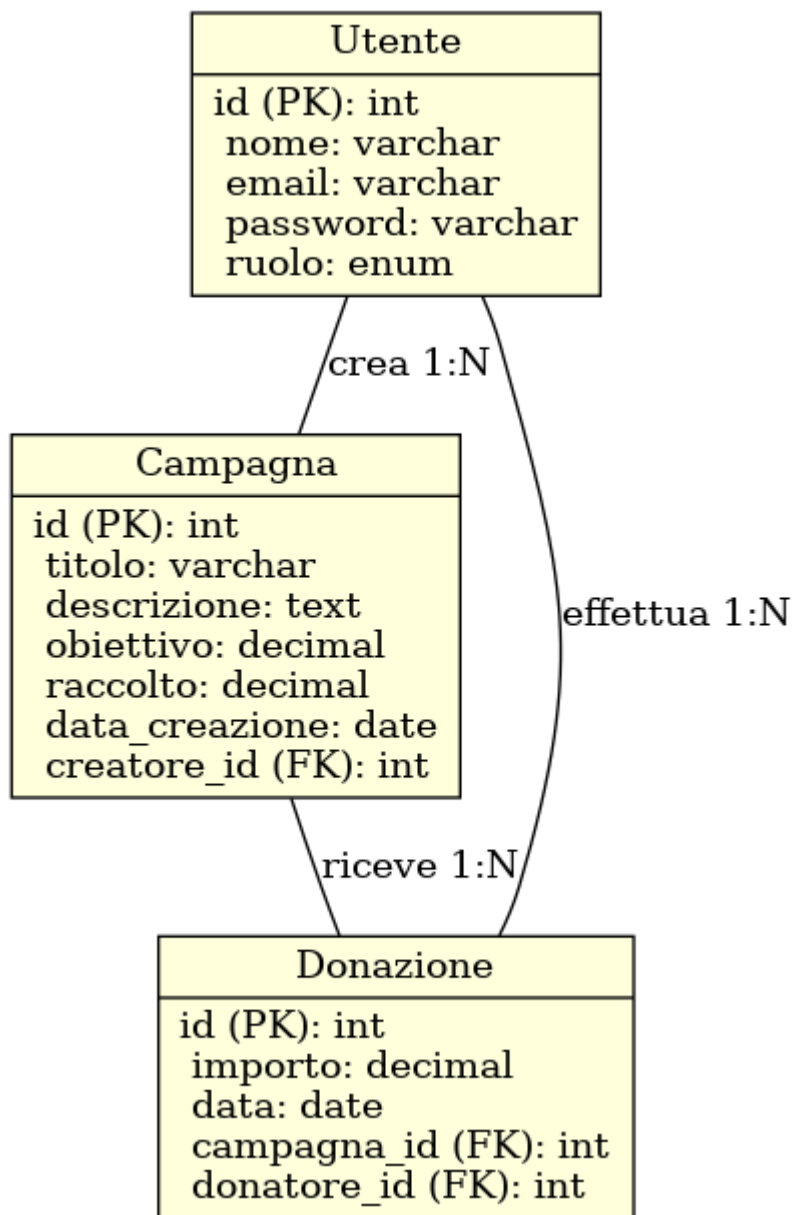 Utente
id (PK): int
nome: varchar
email: varchar
password: varchar
ruolo: enum
crea 1:N
Campagna
id (PK): int
titolo: varchar
descrizione: text
obiettivo: decimal
raccolto: decimal
data_creazione: date
creatore_id (FK): int
effettua 1:N
riceve 1:N
Donazione
id (PK): int
importo: decimal
data: date
campagna_id (FK): int
donatore_id (FK): int